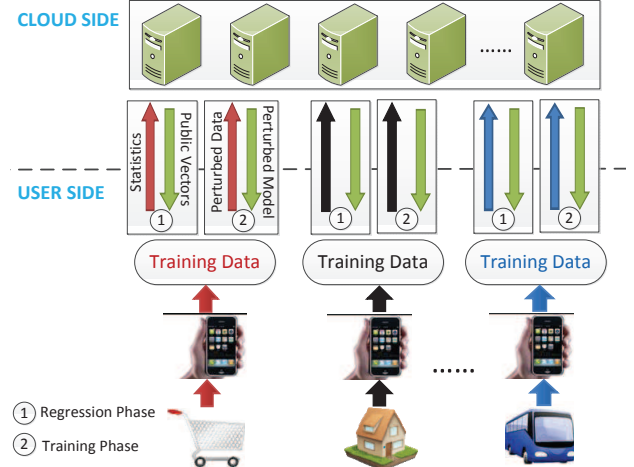 CLOUD SIDE
......
Statistics
Public Vectors
Perturbed Data
Perturbed Model
USER SIDE
1
2
1
2
1
2
Training Data
Training Data
Training Data
......
1 Regression Phase
2 Training Phase